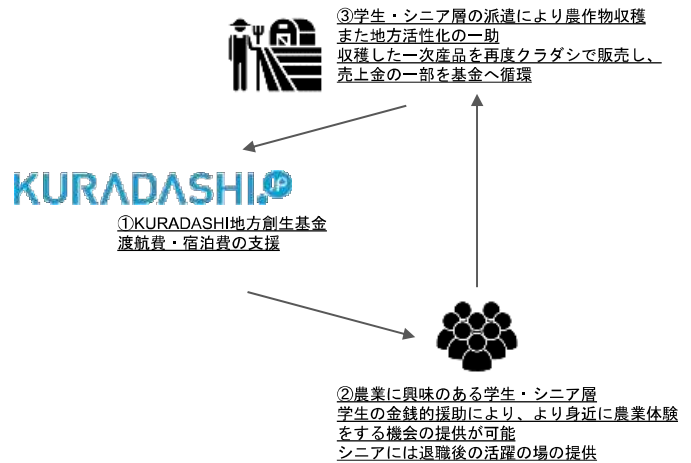 ③学生・シニア層の派遣により農作物収穫
また地方活性化の一助
収穫した一次産品を再度クラダシで販売し、
売上金の一部を基金へ循環
KURADASHI.JP
①KURADASHI地方創生基金
渡航費・宿泊費の支援
②農業に興味のある学生・シニア層
学生の金銭的援助により、より身近に農業体験
をする機会の提供が可能
シニアには退職後の活躍の場の提供